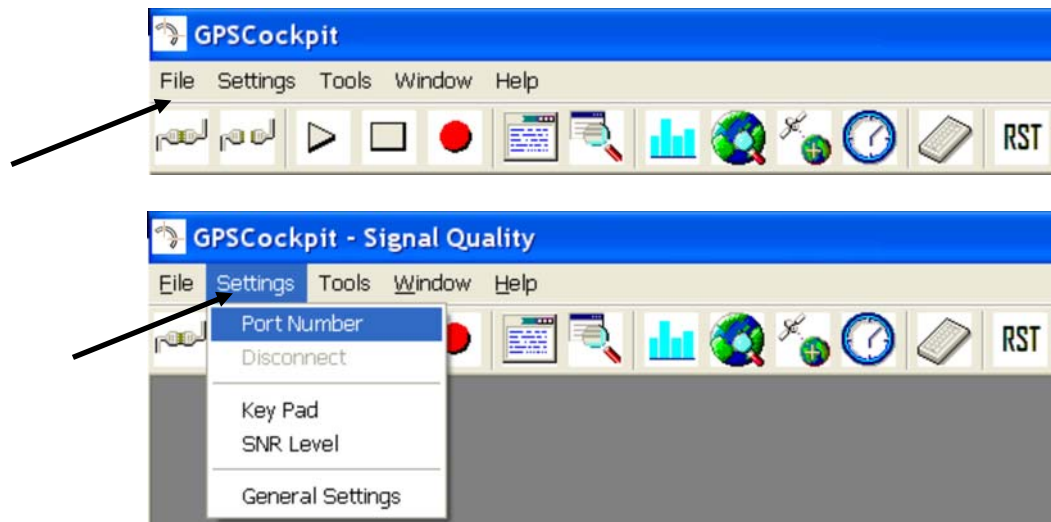 GPSCockpit
File Settings Tools Window Help
RST
GPSCockpit - Signal Quality
File Settings Tools Window Help
RST
Port Number
Disconnect
Key Pad
SNR Level
General Settings